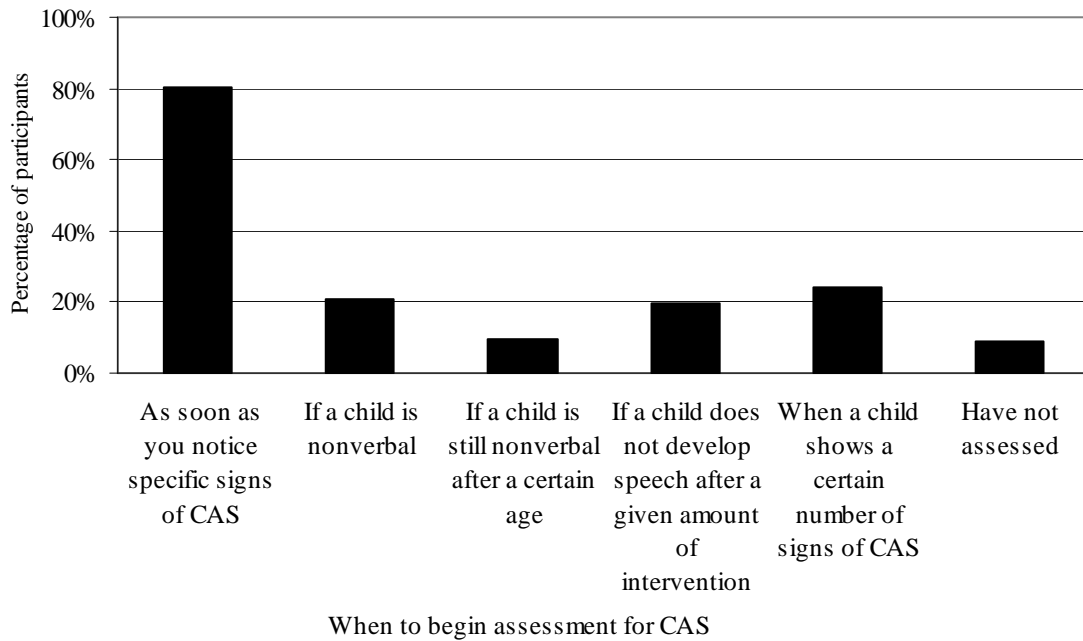 100%
80%
60%
40%
20%
0%
Percentage of participants
As soon as
you notice
specific signs
of CAS
If a child is
nonverbal
If a child is
still nonverbal
after a certain
age
If a child does
not develop
speech after a
given amount
of
intervention
When a child
shows a
certain
number of
signs of CAS
Have not
assessed
When to begin assessment for CAS